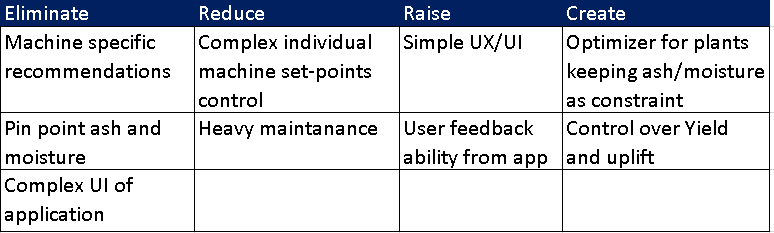 Eliminate Reduce Raise Create
Machine specific Complex individual Simple UX/UI Optimizer for plants
recommendations machine set-points keeping ash/moisture
control as constraint
Pin point ash and Heavy maintanance User feedback Control over Yield
moisture ability from app and uplift
Complex UI of
application